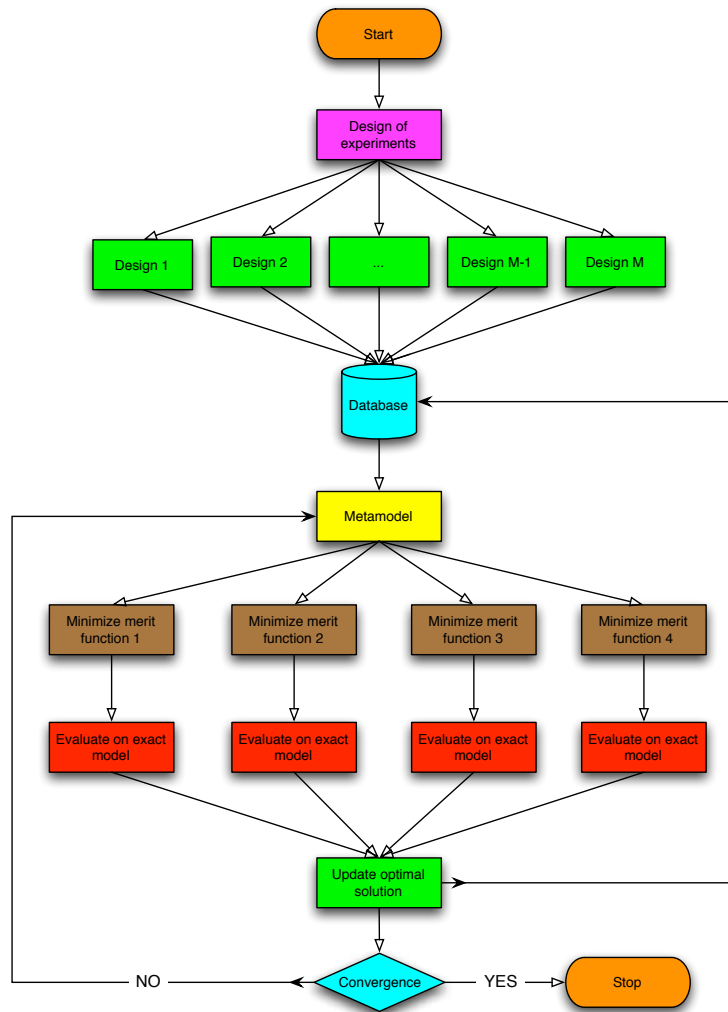 Start
Design of
experiments
Design 1
Design 2
...
Design M-1
Design M
Database
Metamodel
Minimize merit
function 1
Minimize merit
function 2
Minimize merit
function 3
Minimize merit
function 4
Evaluate on exact
model
Evaluate on exact
model
Evaluate on exact
model
Evaluate on exact
model
Update optimal
solution
NO
Convergence
YES
Stop